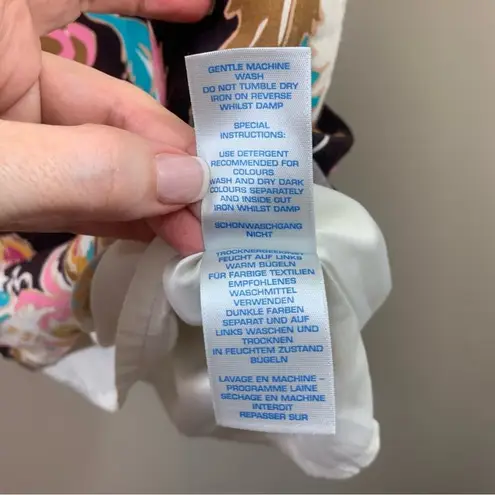 GENTLE MACHINE
WASH
DO NOT TUMBLE DRY
IRON ON REVERSE
WHILST DAMP
SPECIAL
INSTRUCTIONS:
USE DETERGENT
RECOMMENDED FOR
COLOURS
WASH AND DRY DARK
COLOURS SEPARATELY
AND INSIDE OUT
IRON WHILST DAMP
SCHONWASCHGANG
NICHT
TROCKNERGEEIGNET
FEUCHT AUF LINKS
WARM BÜGELN
FÜR FARBIGE TEXTILIEN
EMPFOHLENES
WASCHMITTEL
VERWENDEN
DUNKLE FARBEN
SEPARAT UND AUF
LINKS WASCHEN UND
TROCKNEN
IN FEUCHTEM ZUSTAND
BÜGELN
LAVAGE EN MACHINE –
PROGRAMME LAINE
SECHAGE EN MACHINE
INTERDIT
REPASSER SUR